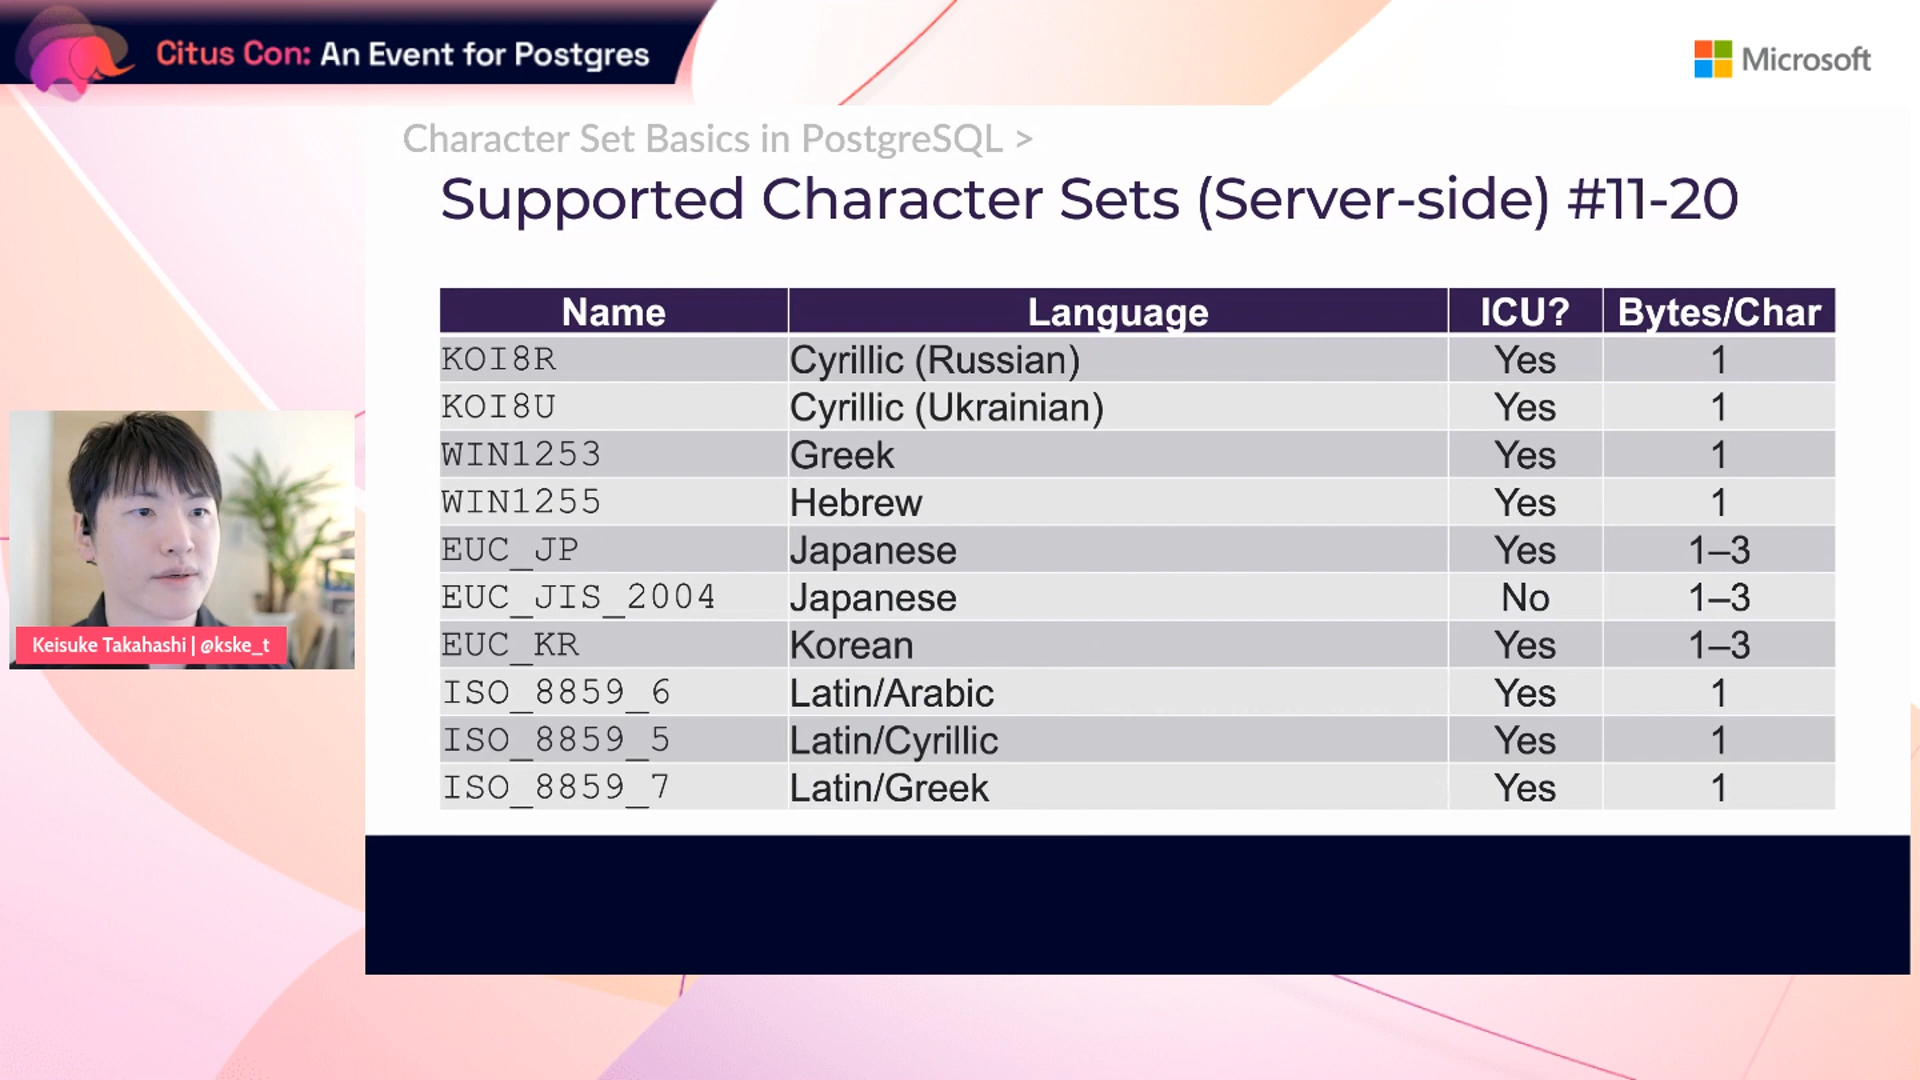 Citus Con: An Event for Postgres
Microsoft
Character Set Basics in PostgreSQL >
Supported Character Sets (Server-side) #11-20
Name Language ICU? Bytes/Char
KOI8R Cyrillic (Russian) Yes 1
KOI8U Cyrillic (Ukrainian) Yes 1
WIN1253 Greek Yes 1
WIN1255 Hebrew Yes 1
EUC_JP Japanese Yes 1–3
EUC_JIS_2004 Japanese No 1–3
EUC_KR Korean Yes 1–3
ISO_8859_6 Latin/Arabic Yes 1
ISO_8859_5 Latin/Cyrillic Yes 1
ISO_8859_7 Latin/Greek Yes 1
Keisuke Takahashi | @kske_t